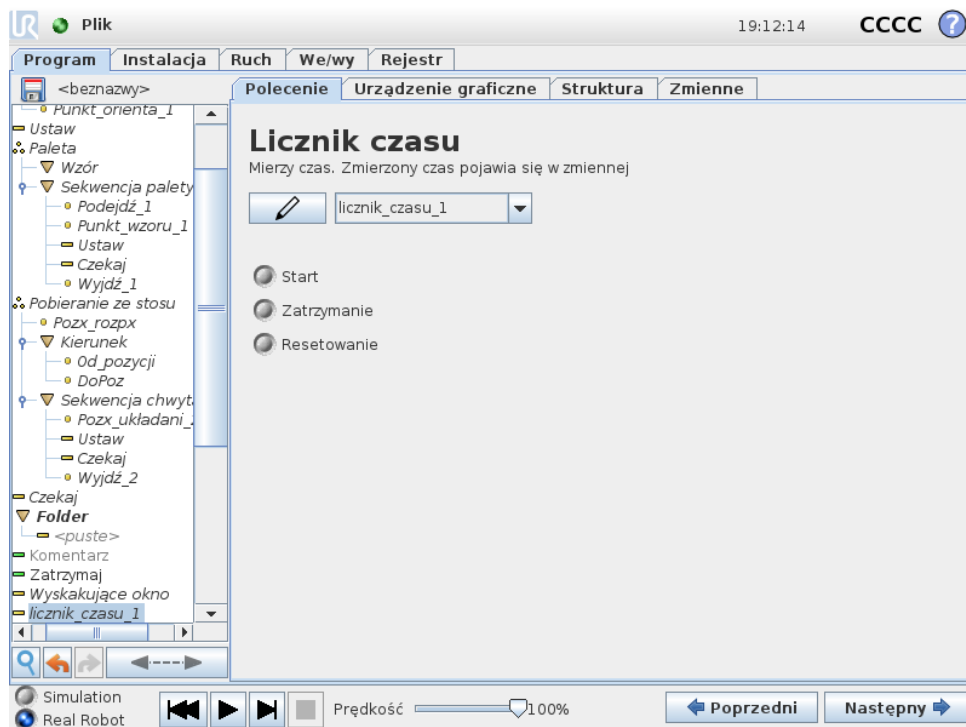 UR Plik 19:12:14 CCCC ?
Program Instalacja Ruch We/wy Rejestr
<beznazwy>
Punkt_orienta_1
Ustaw
Paleta
Wzór
Sekwencja palety
Podejdź_1
Punkt_wzoru_1
Ustaw
Czekaj
Wyjdź_1
Pobieranie ze stosu
Pozx_rozpx
Kierunek
Od_pozycji
DoPoz
Sekwencja chwyta
Pozx_układani_2
Ustaw
Czekaj
Wyjdź_2
Czekaj
Folder
<puste>
Komentarz
Zatrzymaj
Wyskakujące okno
licznik_czasu_1
Polecenie Urządzenie graficzne Struktura Zmienne
Licznik czasu
Mierzy czas. Zmierzony czas pojawia się w zmiennej
licznik_czasu_1
Start
Zatrzymanie
Resetowanie
Simulation
Real Robot
Prędkość 100%
Poprzedni Następny